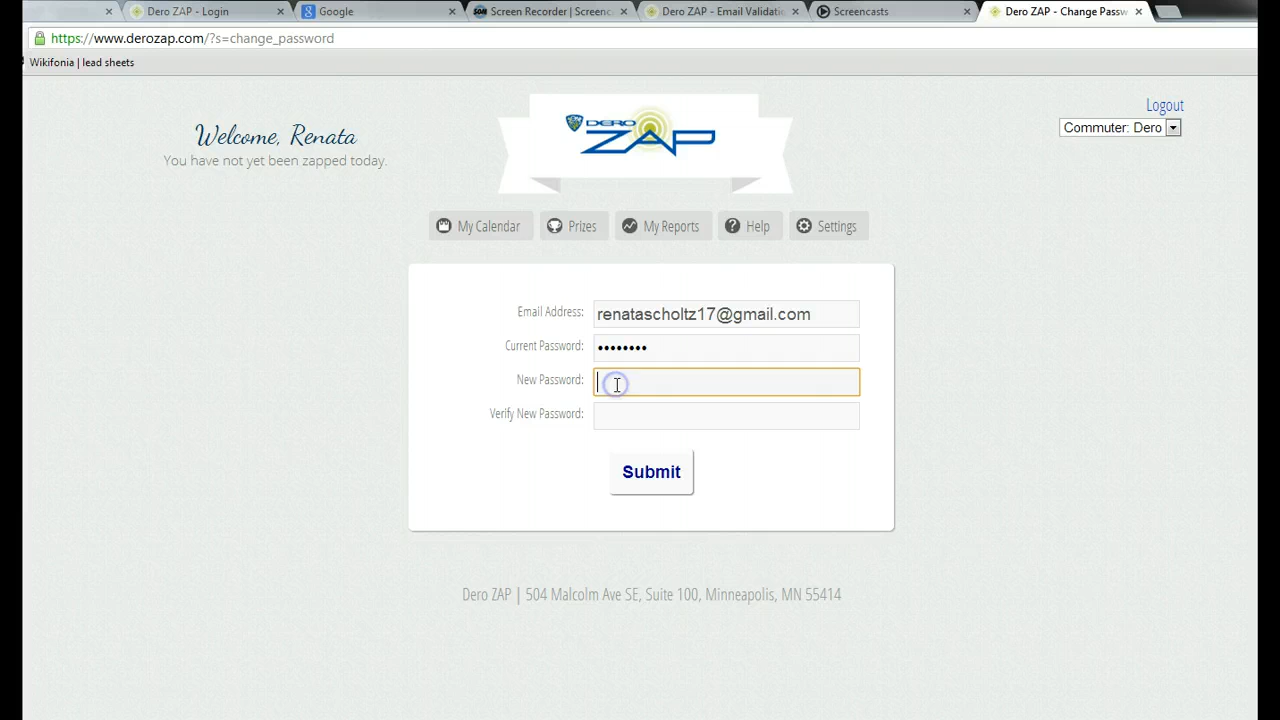 Dero ZAP - Login
Google
Screen Recorder | Screenc
Dero ZAP - Email Validati
Screencasts
Dero ZAP - Change Passw
https://www.derozap.com/?s=change_password
Wikifonia | lead sheets
Welcome, Renata
You have not yet been zapped today.
DERO
ZAP
Logout
Commuter: Dero
My Calendar
Prizes
My Reports
Help
Settings
Email Address:
renatascholtz17@gmail.com
Current Password:
••••••••
New Password:
Verify New Password:
Submit
Dero ZAP | 504 Malcolm Ave SE, Suite 100, Minneapolis, MN 55414